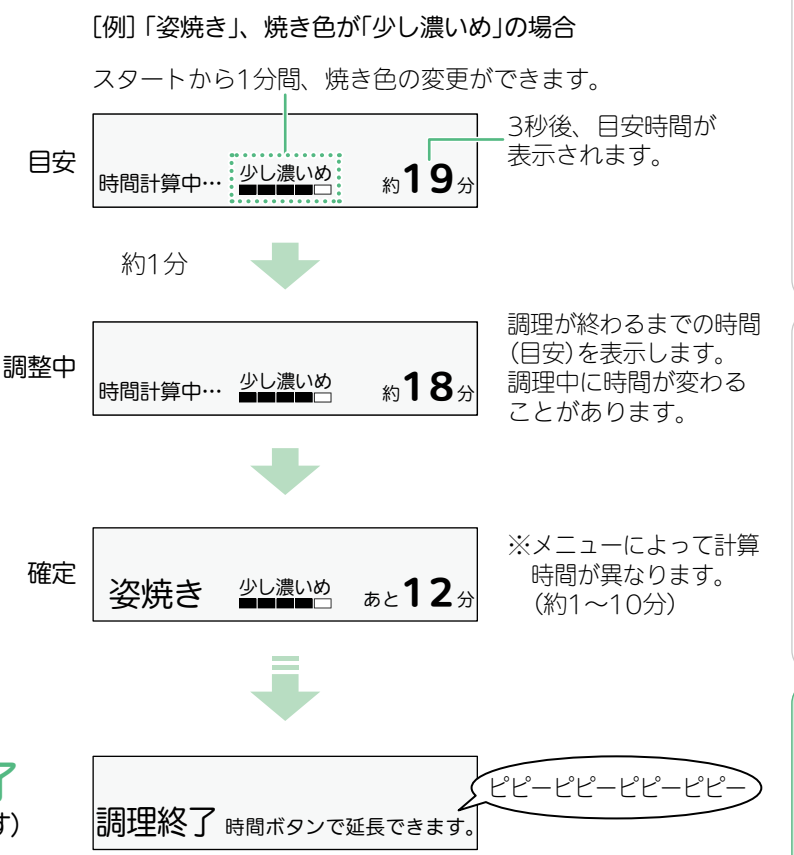 [例]「姿焼き」、焼き色が「少し濃いめ」の場合
スタートから1分間、焼き色の変更ができます。
3秒後、目安時間が
表示されます。
目安
時間計算中… 少し濃いめ 約19分
約1分
調整中
時間計算中… 少し濃いめ 約18分
調理が終わるまでの時間
(目安)を表示します。
調理中に時間が変わる
ことがあります。
確定
姿焼き 少し濃いめ あと12分
※メニューによって計算
時間が異なります。
(約1〜10分)
了
す)
調理終了 時間ボタンで延長できます。
ピピーピピーピピーピピー